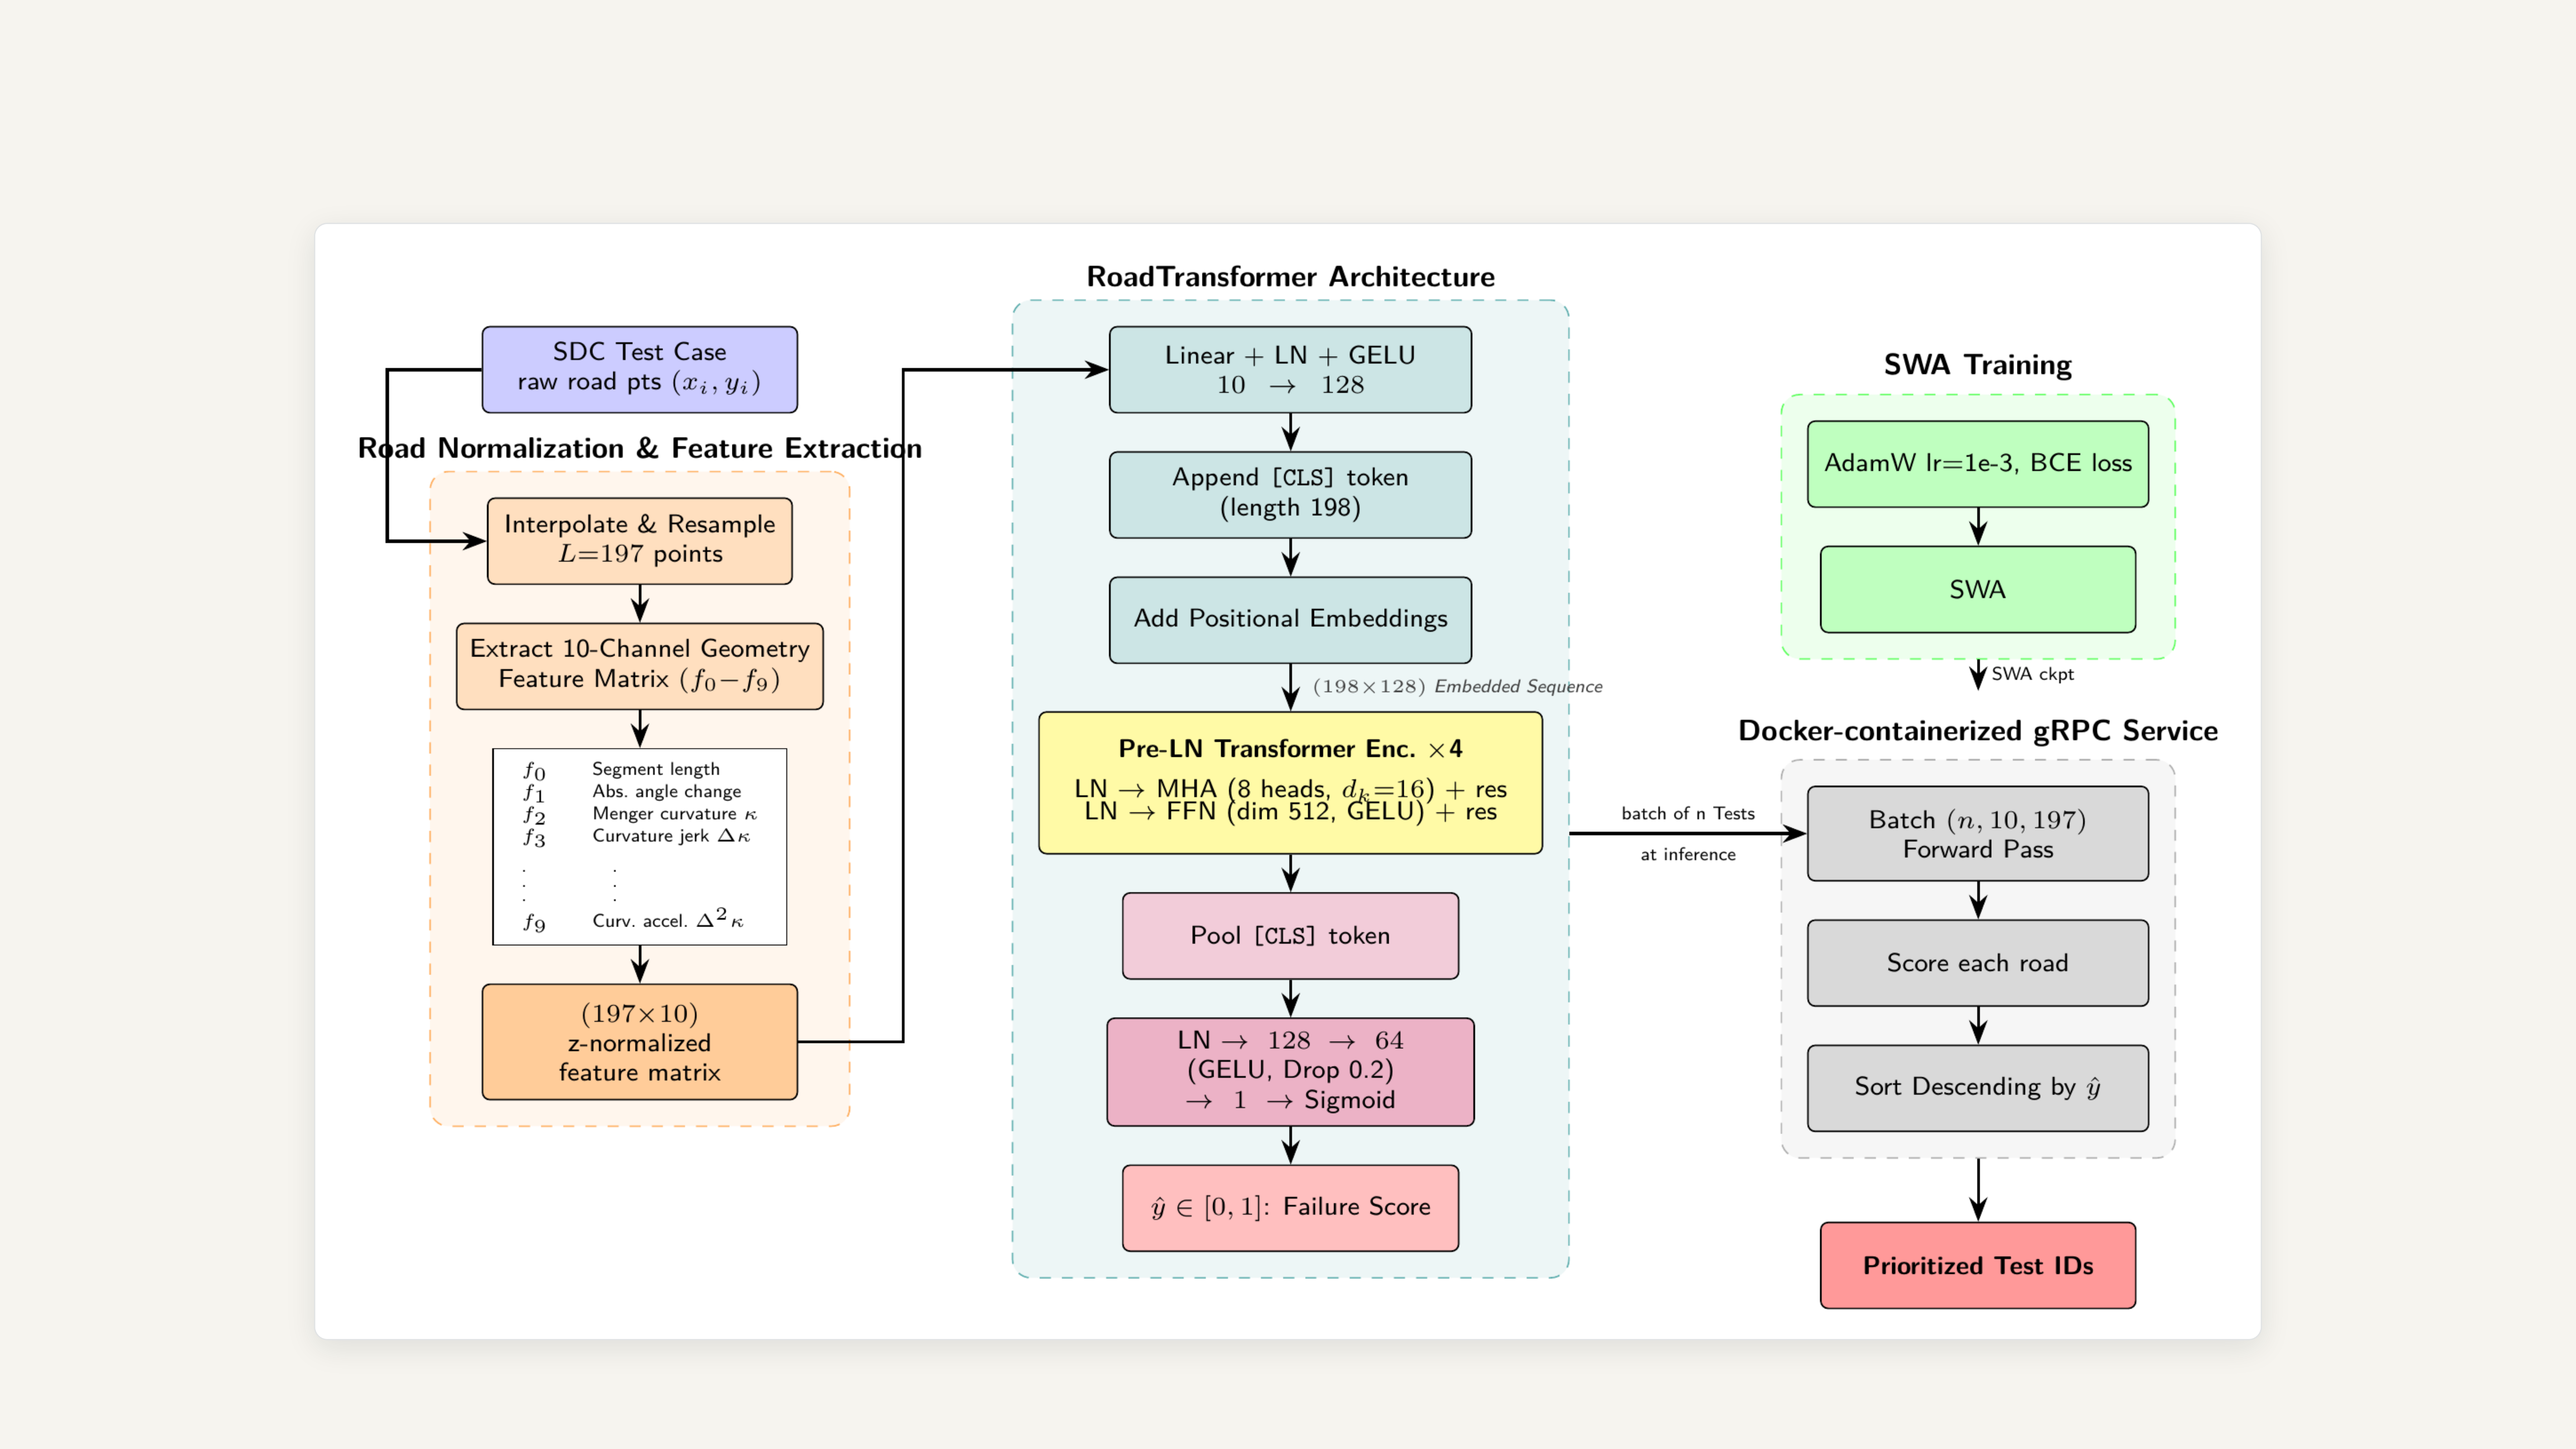 SDC Test Case
raw road pts (x_i, y_i)
Road Normalization & Feature Extraction
Interpolate & Resample
L=197 points
Extract 10-Channel Geometry
Feature Matrix (f_0–f_9)
f_0 Segment length
f_1 Abs. angle change
f_2 Menger curvature κ
f_3 Curvature jerk Δκ
. .
. .
. .
f_9 Curv. accel. Δ²κ
(197×10)
z-normalized
feature matrix
RoadTransformer Architecture
Linear + LN + GELU
10 → 128
Append [CLS] token
(length 198)
Add Positional Embeddings
(198×128) Embedded Sequence
Pre-LN Transformer Enc. ×4
LN → MHA (8 heads, d_k=16) + res
LN → FFN (dim 512, GELU) + res
Pool [CLS] token
LN → 128 → 64
(GELU, Drop 0.2)
→ 1 → Sigmoid
ŷ ∈ [0, 1]: Failure Score
batch of n Tests
at inference
SWA Training
AdamW lr=1e-3, BCE loss
SWA
SWA ckpt
Docker-containerized gRPC Service
Batch (n, 10, 197)
Forward Pass
Score each road
Sort Descending by ŷ
Prioritized Test IDs